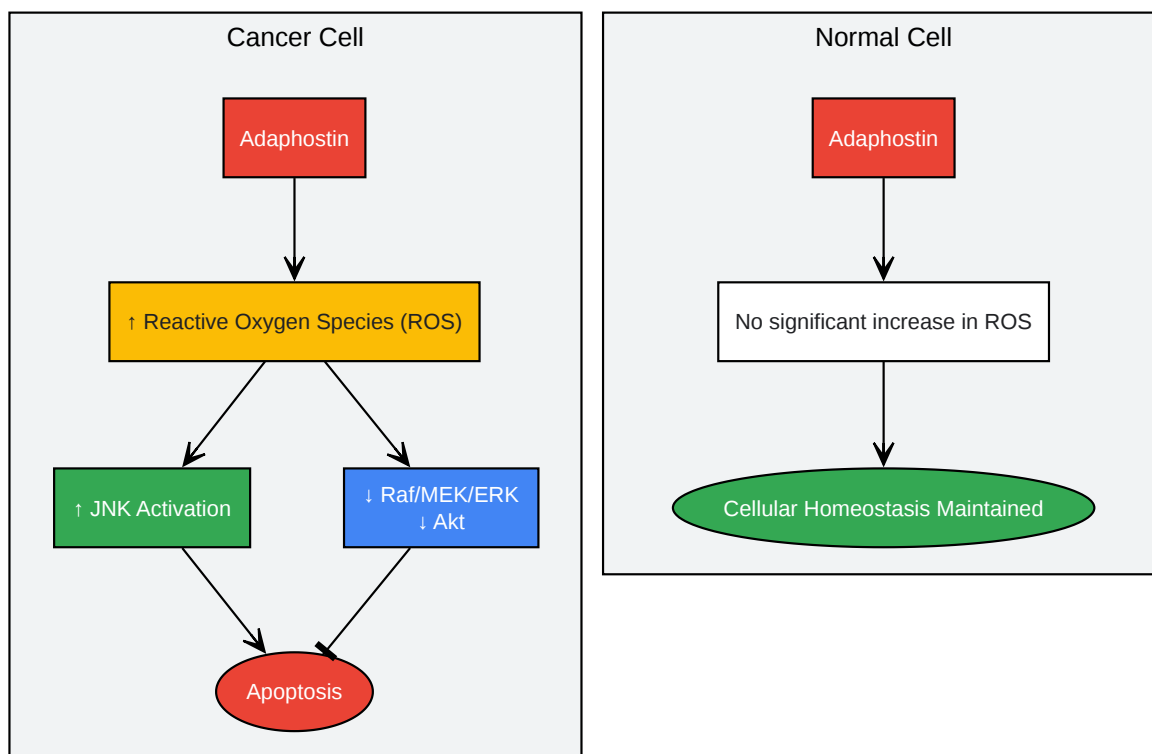 Cancer Cell
Adaphostin
↑ Reactive Oxygen Species (ROS)
↑ JNK Activation
↓ Raf/MEK/ERK
↓ Akt
Apoptosis
Normal Cell
Adaphostin
No significant increase in ROS
Cellular Homeostasis Maintained